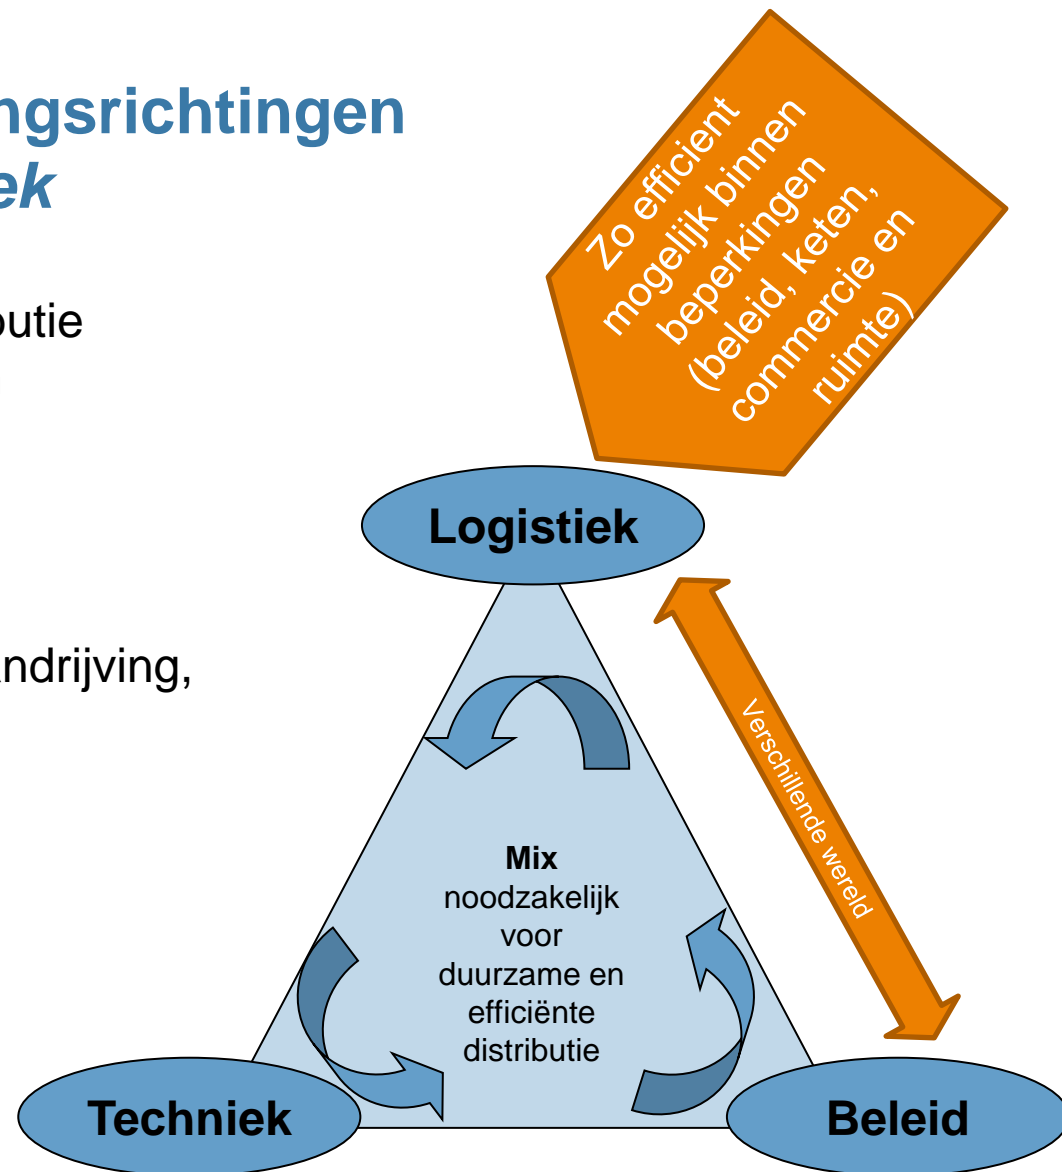 ngsrichtingen
ek
outie
ndrijving,
Zo efficient
mogelijk binnen
beperkingen
(beleid, keten,
commercie en
ruimte)
Logistiek
Verschillende wereld
Mix
noodzakelijk
voor
duurzame en
efficiënte
distributie
Techniek
Beleid